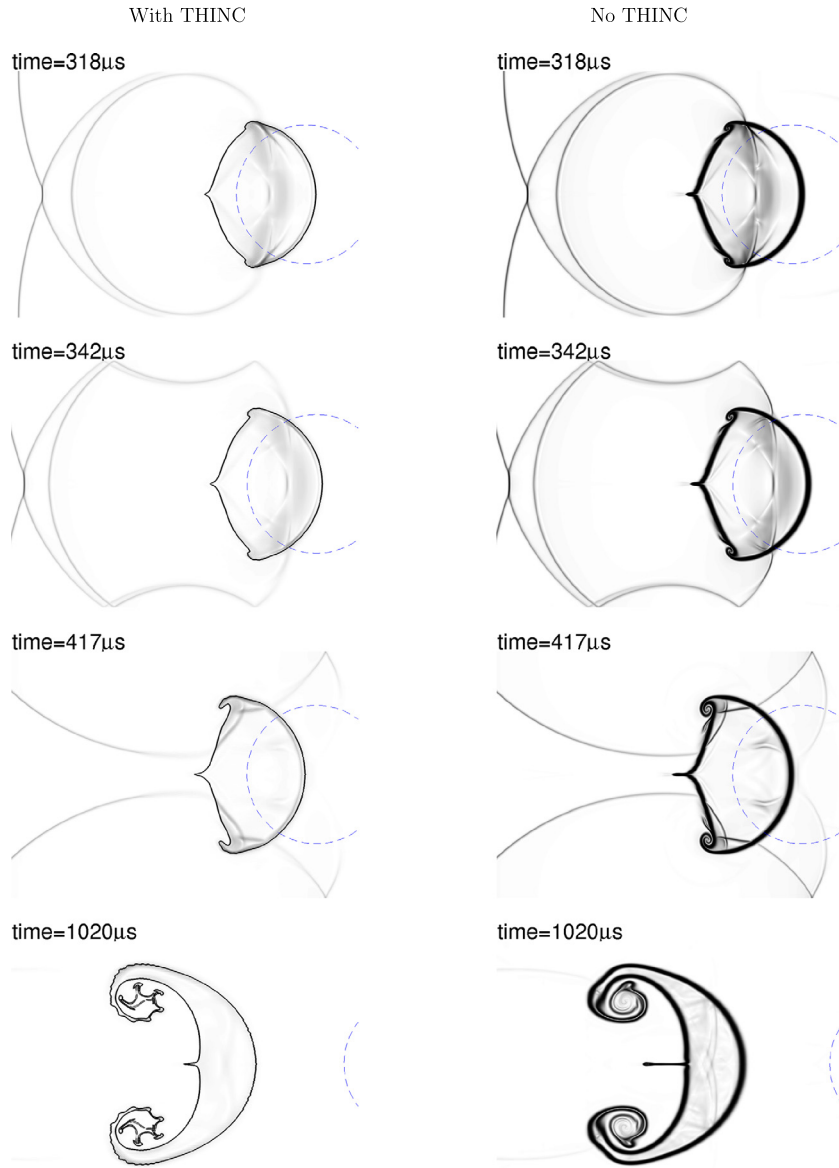 With THINC No THINC
time=318μs time=318μs
time=342μs time=342μs
time=417μs time=417μs
time=1020μs time=1020μs